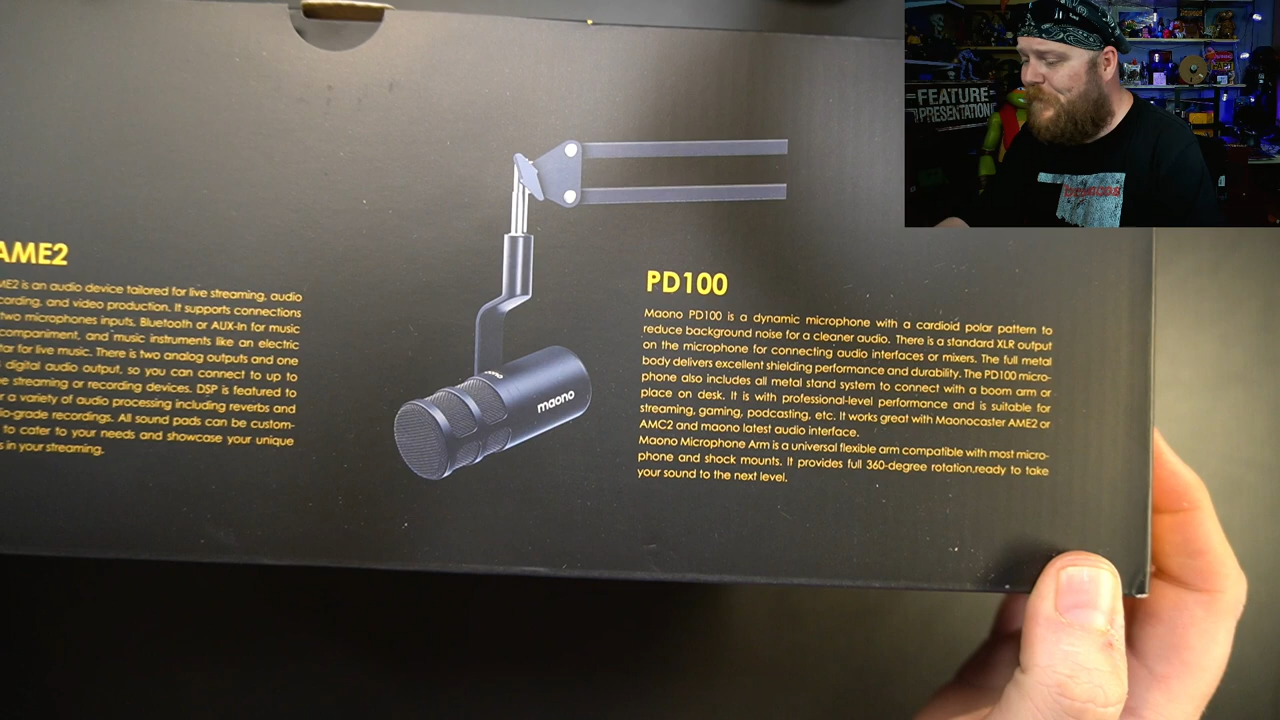 FEATURE
PRESENTATION
AME2
ME2 is an audio device tailored for live streaming, audio
cording, and video production. It supports connections
two microphones inputs, Bluetooth or AUX-In for music
companiment, and music instruments like an electric
tar for live music. There is two analog outputs and one
digital audio output, so you can connect to up to
e streaming or recording devices. DSP is featured to
r a variety of audio processing including reverbs and
io-grade recordings. All sound pads can be custom-
to cater to your needs and showcase your unique
s in your streaming.
maono
PD100
Maono PD100 is a dynamic microphone with a cardioid polar pattern to
reduce background noise for a cleaner audio. There is a standard XLR output
on the microphone for connecting audio interfaces or mixers. The full metal
body delivers excellent shielding performance and durability. The PD100 micro-
phone also includes all metal stand system to connect with a boom arm or
place on desk. It is with professional-level performance and is suitable for
streaming, gaming, podcasting, etc. It works great with Maonocaster AME2 or
AMC2 and maono latest audio interface.
Maono Microphone Arm is a universal flexible arm compatible with most micro-
phone and shock mounts. It provides full 360-degree rotation,ready to take
your sound to the next level.